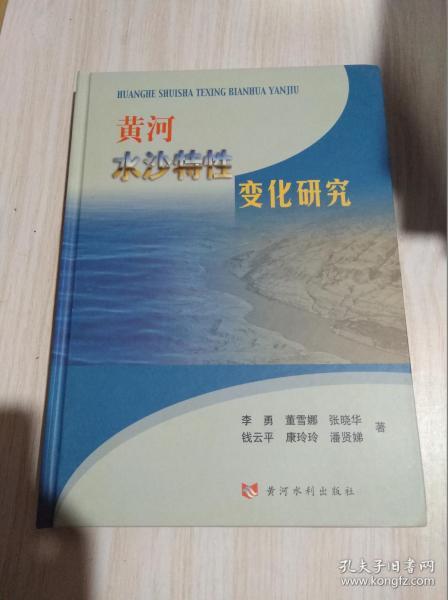 HUANGHE SHUISHA TEXING BIANHUA YANJIU
黄河
水沙特性
变化研究
李 勇 董雪娜 张晓华
钱云平 康玲玲 潘贤娣 著
黄河水利出版社
孔夫子旧书网
www.kongfz.com